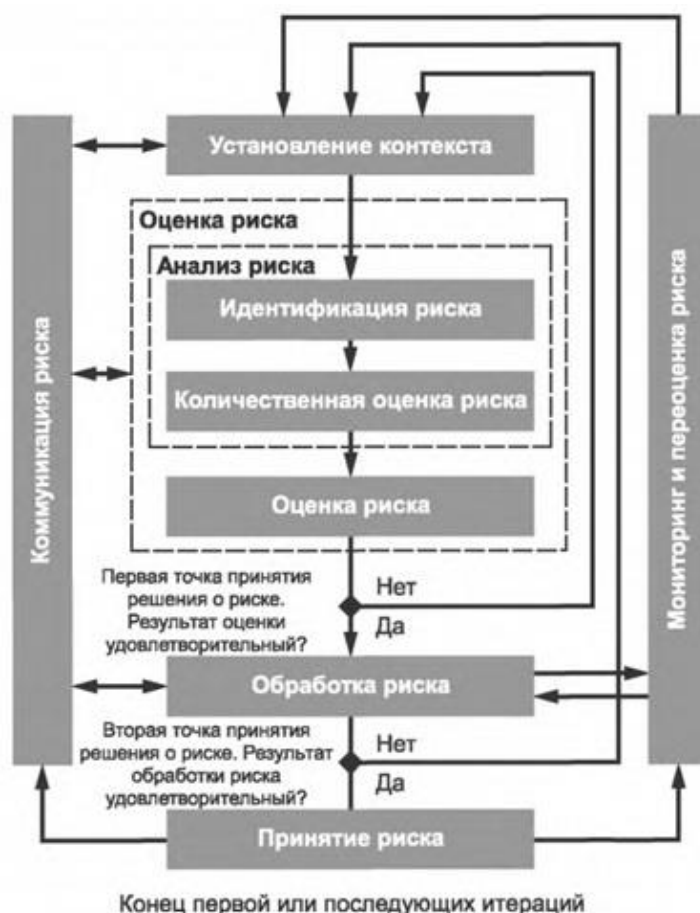 Установление контекста
Оценка риска
Анализ риска
Идентификация риска
Количественная оценка риска
Оценка риска
Первая точка принятия
решения о риске.
Результат оценки
удовлетворительный?
Нет
Да
Обработка риска
Вторая точка принятия
решения о риске. Результат
обработки риска
удовлетворительный?
Нет
Да
Принятие риска
Коммуникация риска
Мониторинг и переоценка риска
Конец первой или последующих итераций